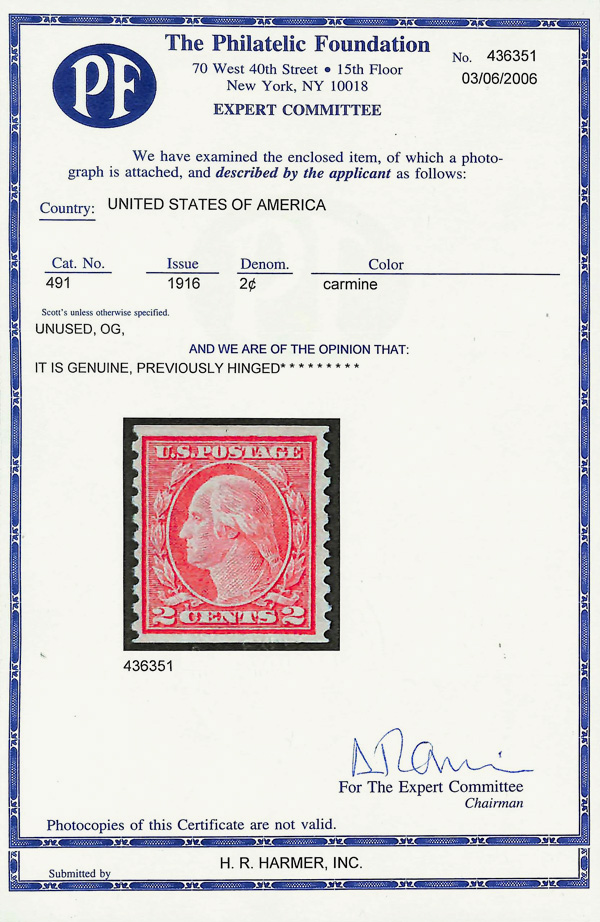 PF
The Philatelic Foundation
70 West 40th Street • 15th Floor
New York, NY 10018
EXPERT COMMITTEE
No. 436351
03/06/2006
We have examined the enclosed item, of which a photo-
graph is attached, and described by the applicant as follows:
Country: UNITED STATES OF AMERICA
Cat. No. Issue Denom. Color
491 1916 2¢ carmine
Scott's unless otherwise specified.
UNUSED, OG,
AND WE ARE OF THE OPINION THAT:
IT IS GENUINE, PREVIOUSLY HINGED* * * * * * * * *
U.S. POSTAGE
2 CENTS 2
436351
For The Expert Committee
Chairman
Photocopies of this Certificate are not valid.
H. R. HARMER, INC.
Submitted by